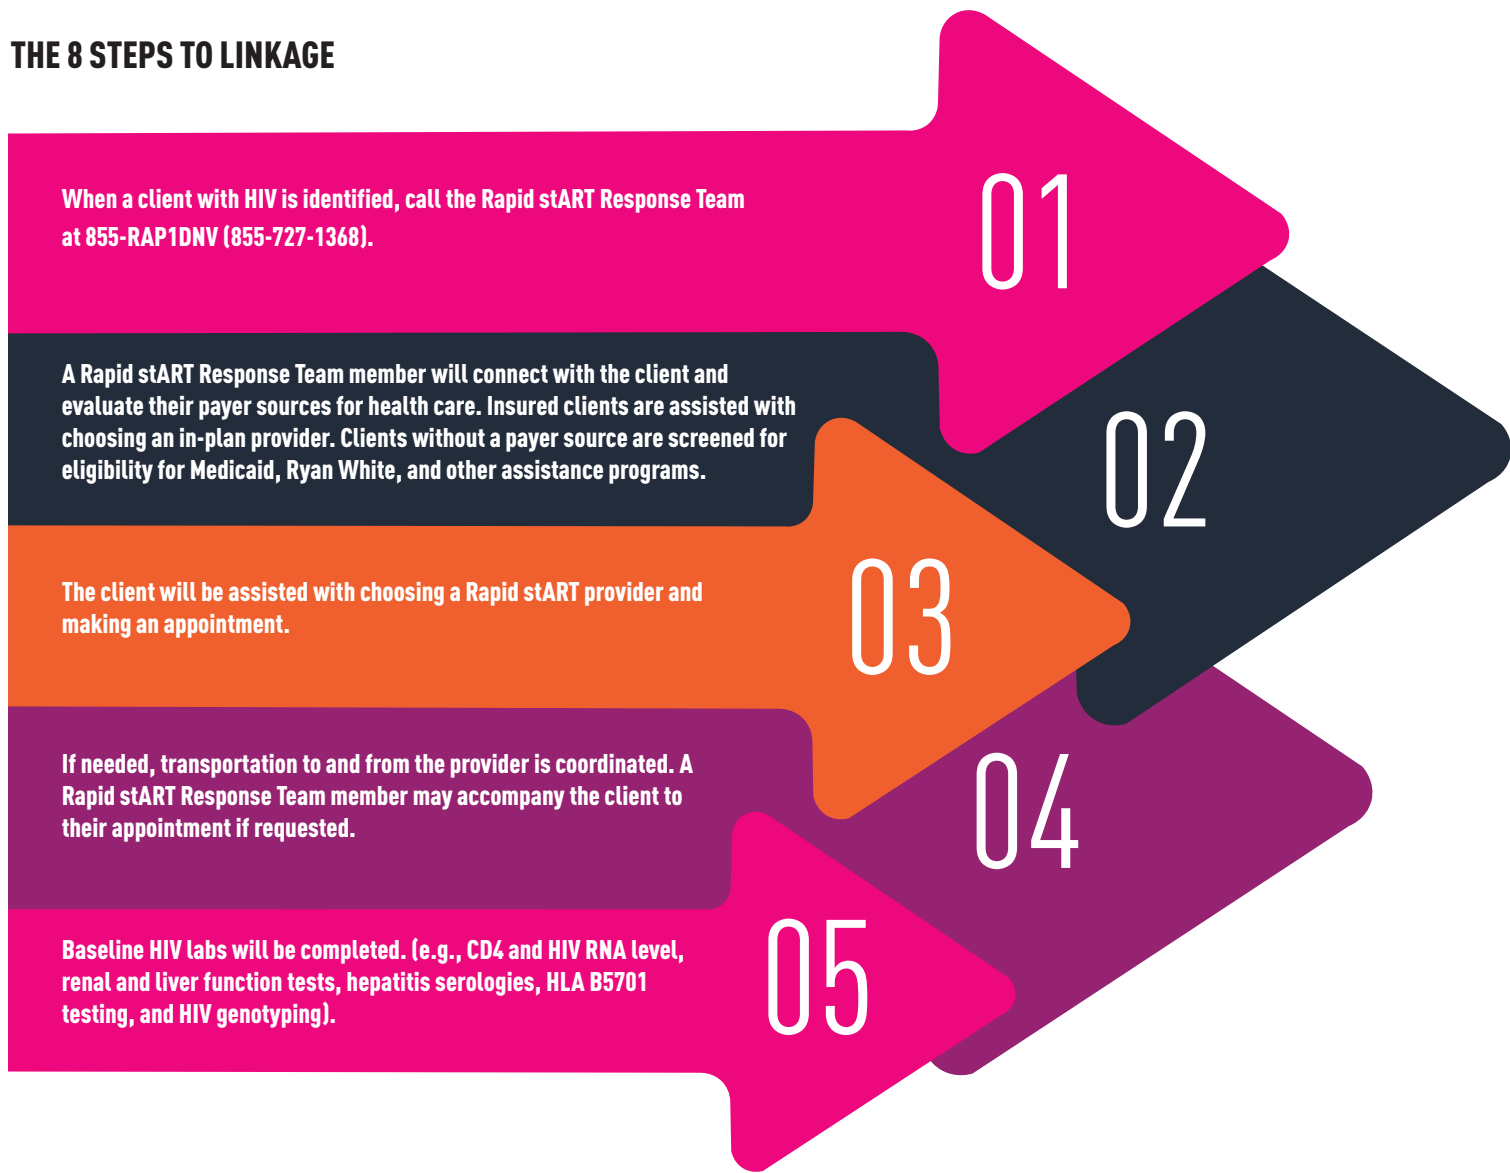 THE 8 STEPS TO LINKAGE
When a client with HIV is identified, call the Rapid stART Response Team
at 855-RAP1DNV (855-727-1368).
01
A Rapid stART Response Team member will connect with the client and
evaluate their payer sources for health care. Insured clients are assisted with
choosing an in-plan provider. Clients without a payer source are screened for
eligibility for Medicaid, Ryan White, and other assistance programs.
02
The client will be assisted with choosing a Rapid stART provider and
making an appointment.
03
If needed, transportation to and from the provider is coordinated. A
Rapid stART Response Team member may accompany the client to
their appointment if requested.
04
Baseline HIV labs will be completed. (e.g., CD4 and HIV RNA level,
renal and liver function tests, hepatitis serologies, HLA B5701
testing, and HIV genotyping).
05